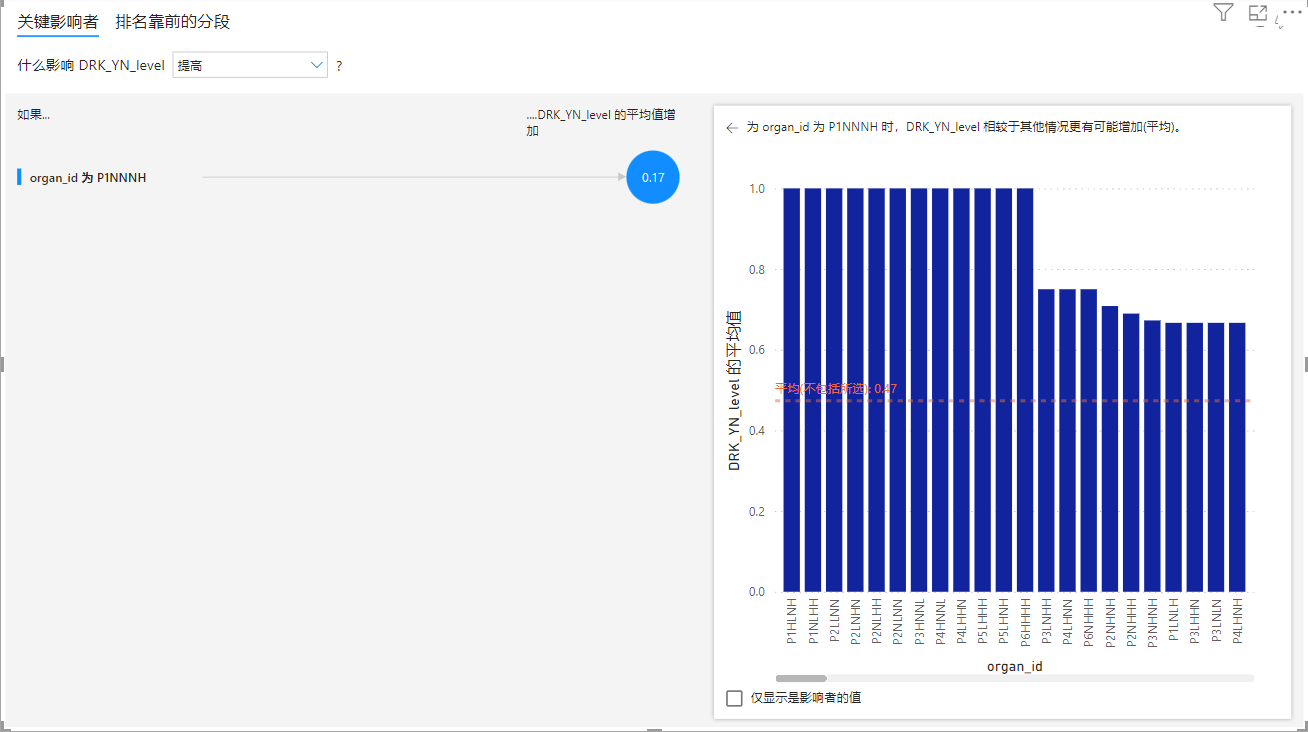 关键影响者 排名靠前的分段
什么影响 DRK_YN_level 提高 ?
如果...
....DRK_YN_level 的平均值增
加
organ_id 为 P1NNNH
0.17
← 为 organ_id 为 P1NNNH 时，DRK_YN_level 相较于其他情况更有可能增加(平均)。
DRK_YN_level 的平均值
1.0
0.8
0.6
平均(不包括所选): 0.47
0.4
0.2
0.0
P1HLNH
P1NLHH
P2LLNN
P2LNHN
P2NLHH
P2NLNN
P3HNNL
P4HNNL
P4LHHN
P5LHHH
P5LHNH
P6HHHH
P3LNHH
P4LHNN
P6NHHH
P2NHNH
P2NHHH
P3NHNH
P1LNLH
P3LHHN
P3LNLN
P4LHNH
organ_id
仅显示是影响者的值